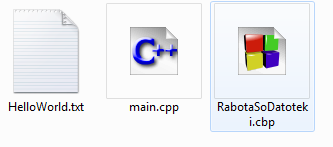 C++
HelloWorld.txt
main.cpp
RabotaSoDatotek
i.cbp